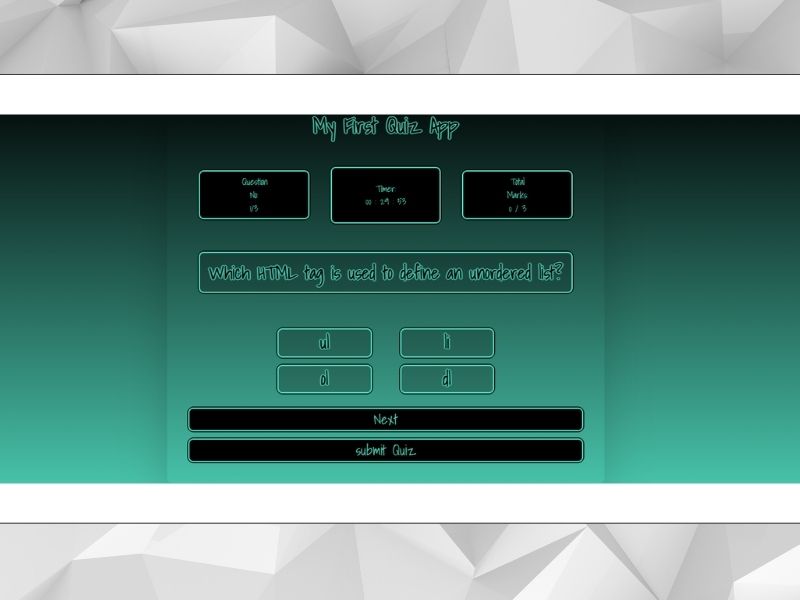 My First Quiz App
Question
No
1/3
Timer
00 : 29 : 53
Total
Marks
0 / 3
Which HTML tag is used to define an unordered list?
ul
li
ol
dl
Next
submit Quiz